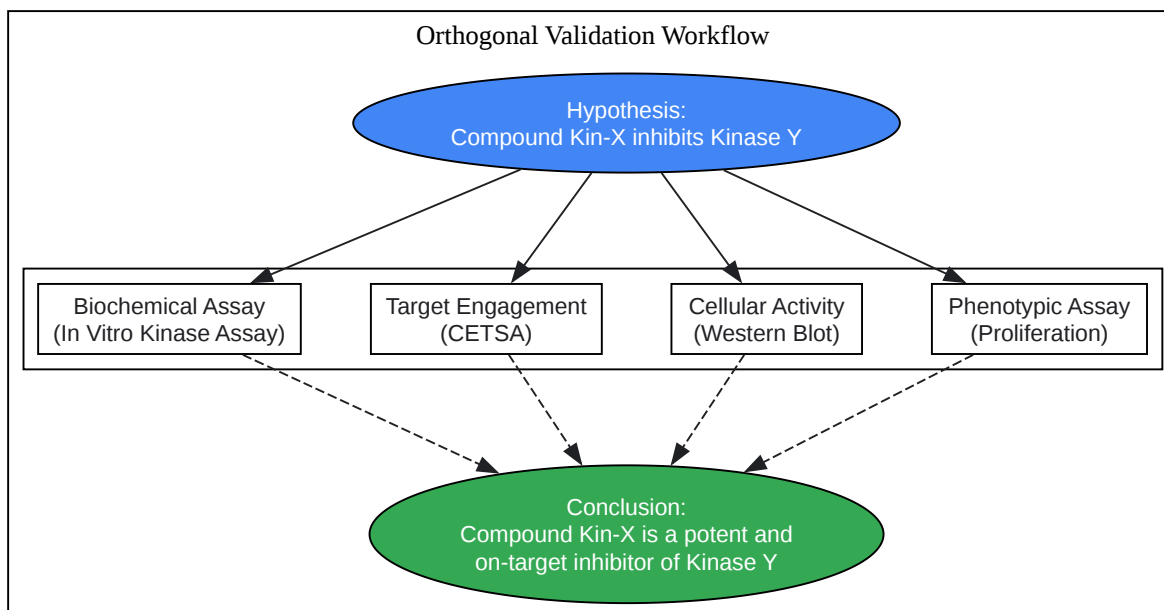 Orthogonal Validation Workflow
Hypothesis:
Compound Kin-X inhibits Kinase Y
Biochemical Assay
(In Vitro Kinase Assay)
Target Engagement
(CETSA)
Cellular Activity
(Western Blot)
Phenotypic Assay
(Proliferation)
Conclusion:
Compound Kin-X is a potent and
on-target inhibitor of Kinase Y